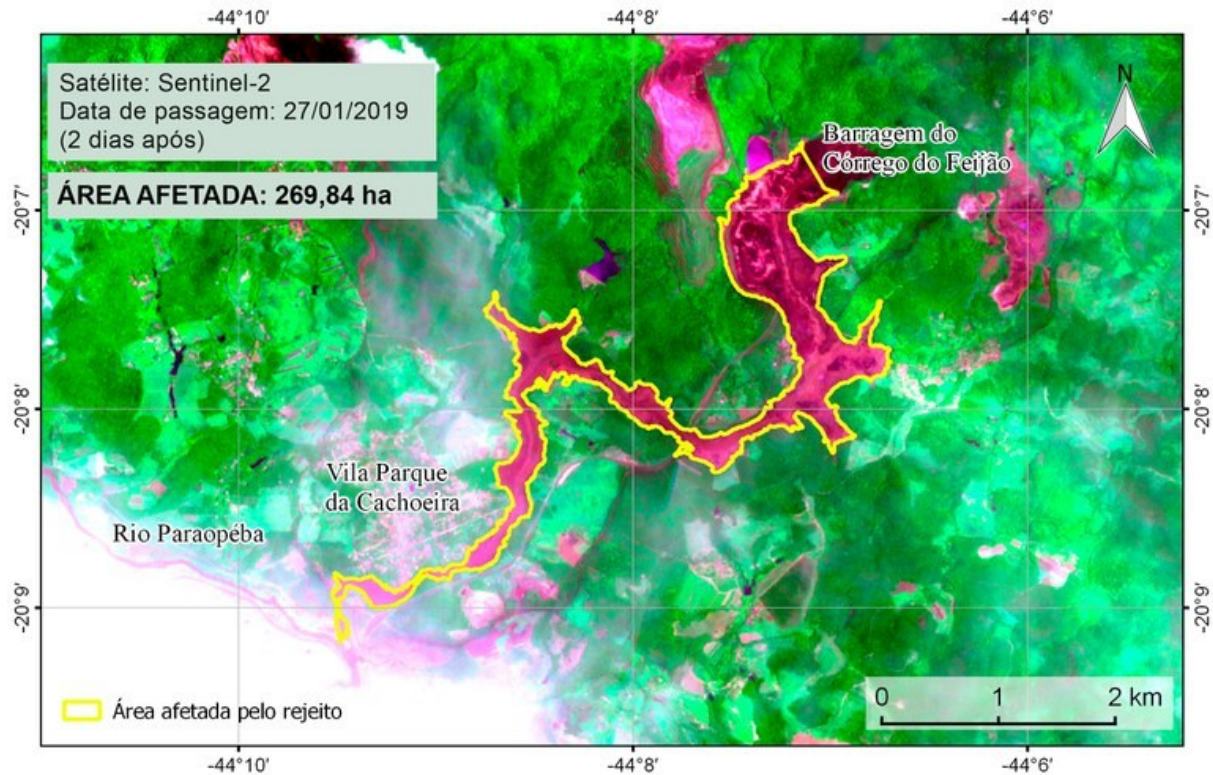 -44°10'
-44°8'
-44°6'
Satélite: Sentinel-2
Data de passagem: 27/01/2019
(2 dias após)
ÁREA AFETADA: 269,84 ha
N
Barragem do
Córrego do Feijão
-20°7'
-20°7'
-20°8'
-20°8'
Vila Parque
da Cachoeira
Rio Paraopéba
-20°9'
-20°9'
Área afetada pelo rejeito
0 1 2 km
-44°10'
-44°8'
-44°6'